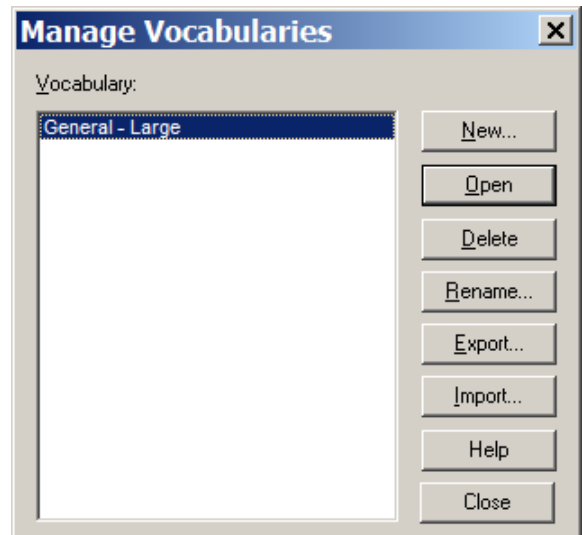 Manage Vocabularies
Vocabulary:
General - Large
New...
Open
Delete
Rename...
Export...
Import...
Help
Close